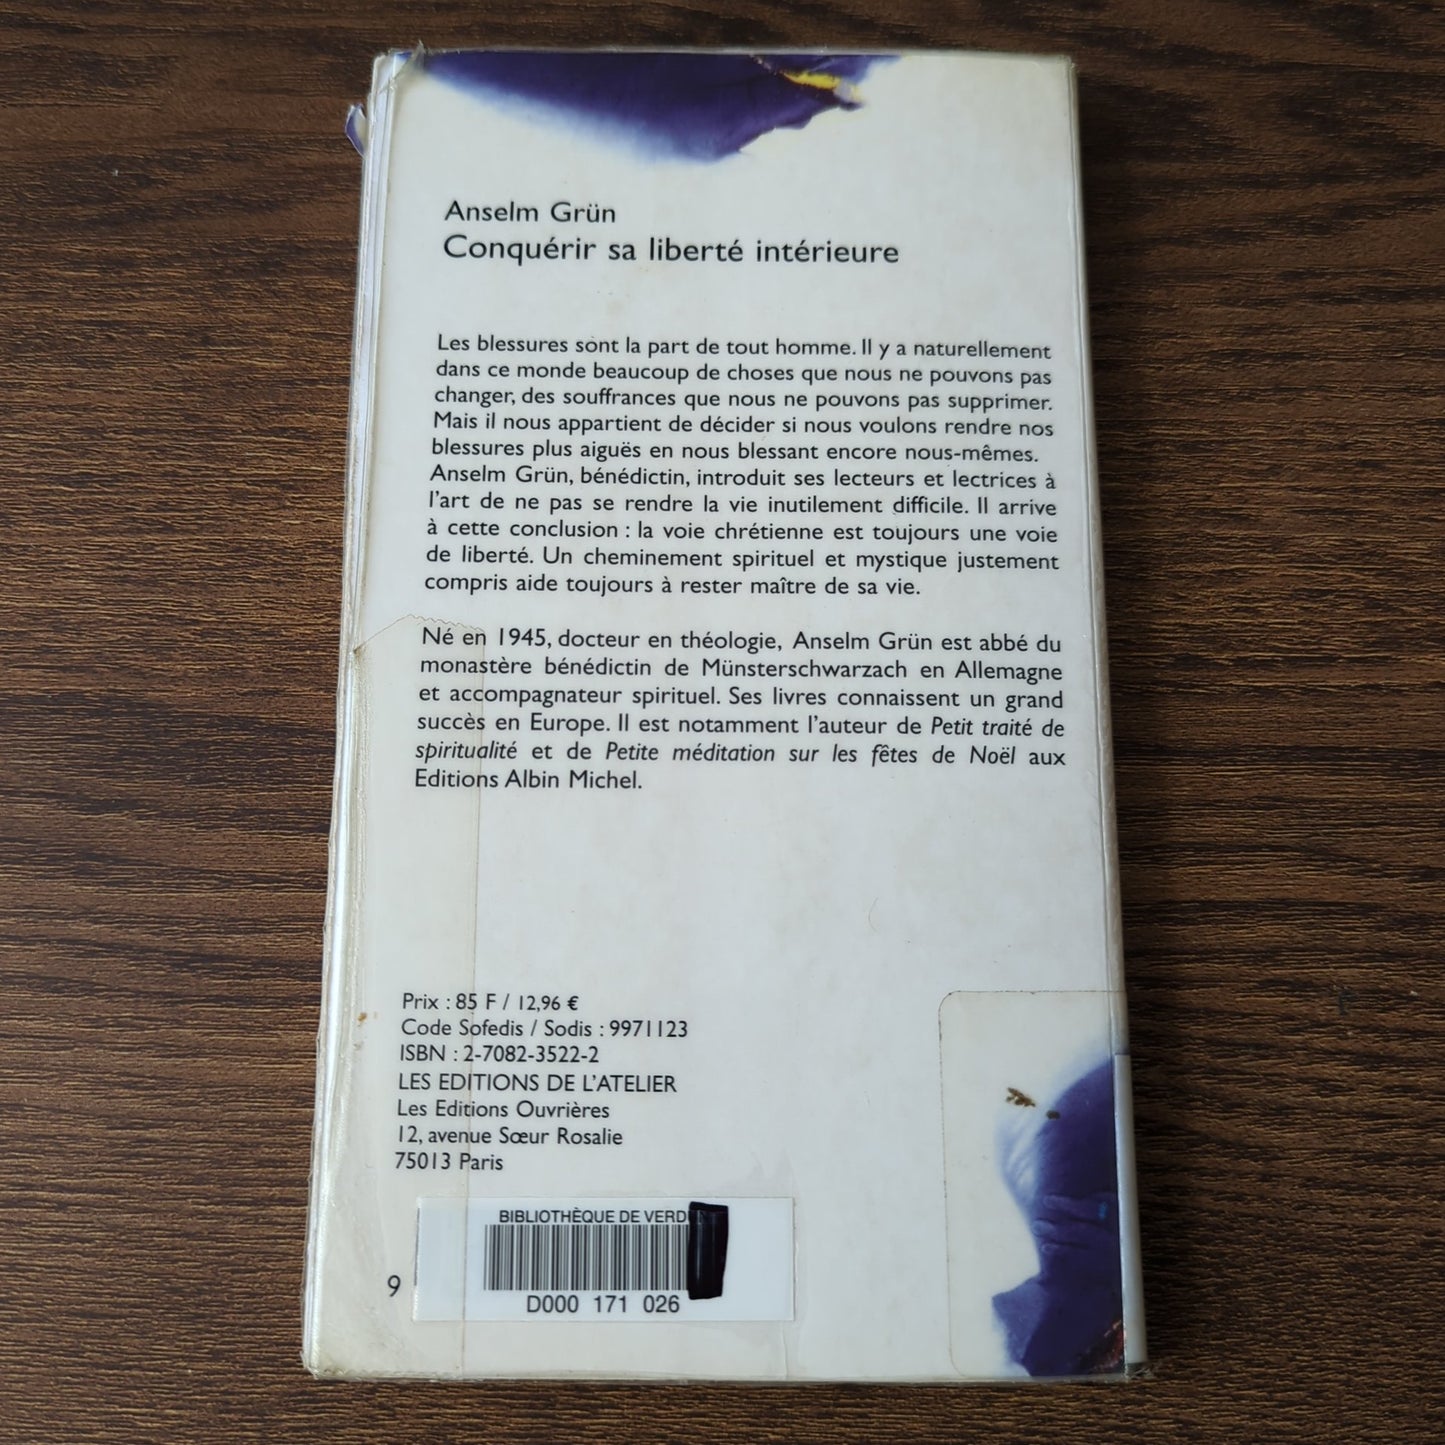 Anselm Grün
Conquérir sa liberté intérieure
Les blessures sont la part de tout homme. Il y a naturellement
dans ce monde beaucoup de choses que nous ne pouvons pas
changer, des souffrances que nous ne pouvons pas supprimer.
Mais il nous appartient de décider si nous voulons rendre nos
blessures plus aiguës en nous blessant encore nous-mêmes.
Anselm Grün, bénédictin, introduit ses lecteurs et lectrices à
l'art de ne pas se rendre la vie inutilement difficile. Il arrive
à cette conclusion : la voie chrétienne est toujours une voie
de liberté. Un cheminement spirituel et mystique justement
compris aide toujours à rester maître de sa vie.
Né en 1945, docteur en théologie, Anselm Grün est abbé du
monastère bénédictin de Münsterschwarzach en Allemagne
et accompagnateur spirituel. Ses livres connaissent un grand
succès en Europe. Il est notamment l'auteur de Petit traité de
spiritualité et de Petite méditation sur les fêtes de Noël aux
Editions Albin Michel.
Prix : 85 F / 12,96 €
Code Sofedis / Sodis : 9971123
ISBN : 2-7082-3522-2
LES EDITIONS DE L'ATELIER
Les Editions Ouvrières
12, avenue Sœur Rosalie
75013 Paris
BIBLIOTHÈQUE DE
9
D000 171 026